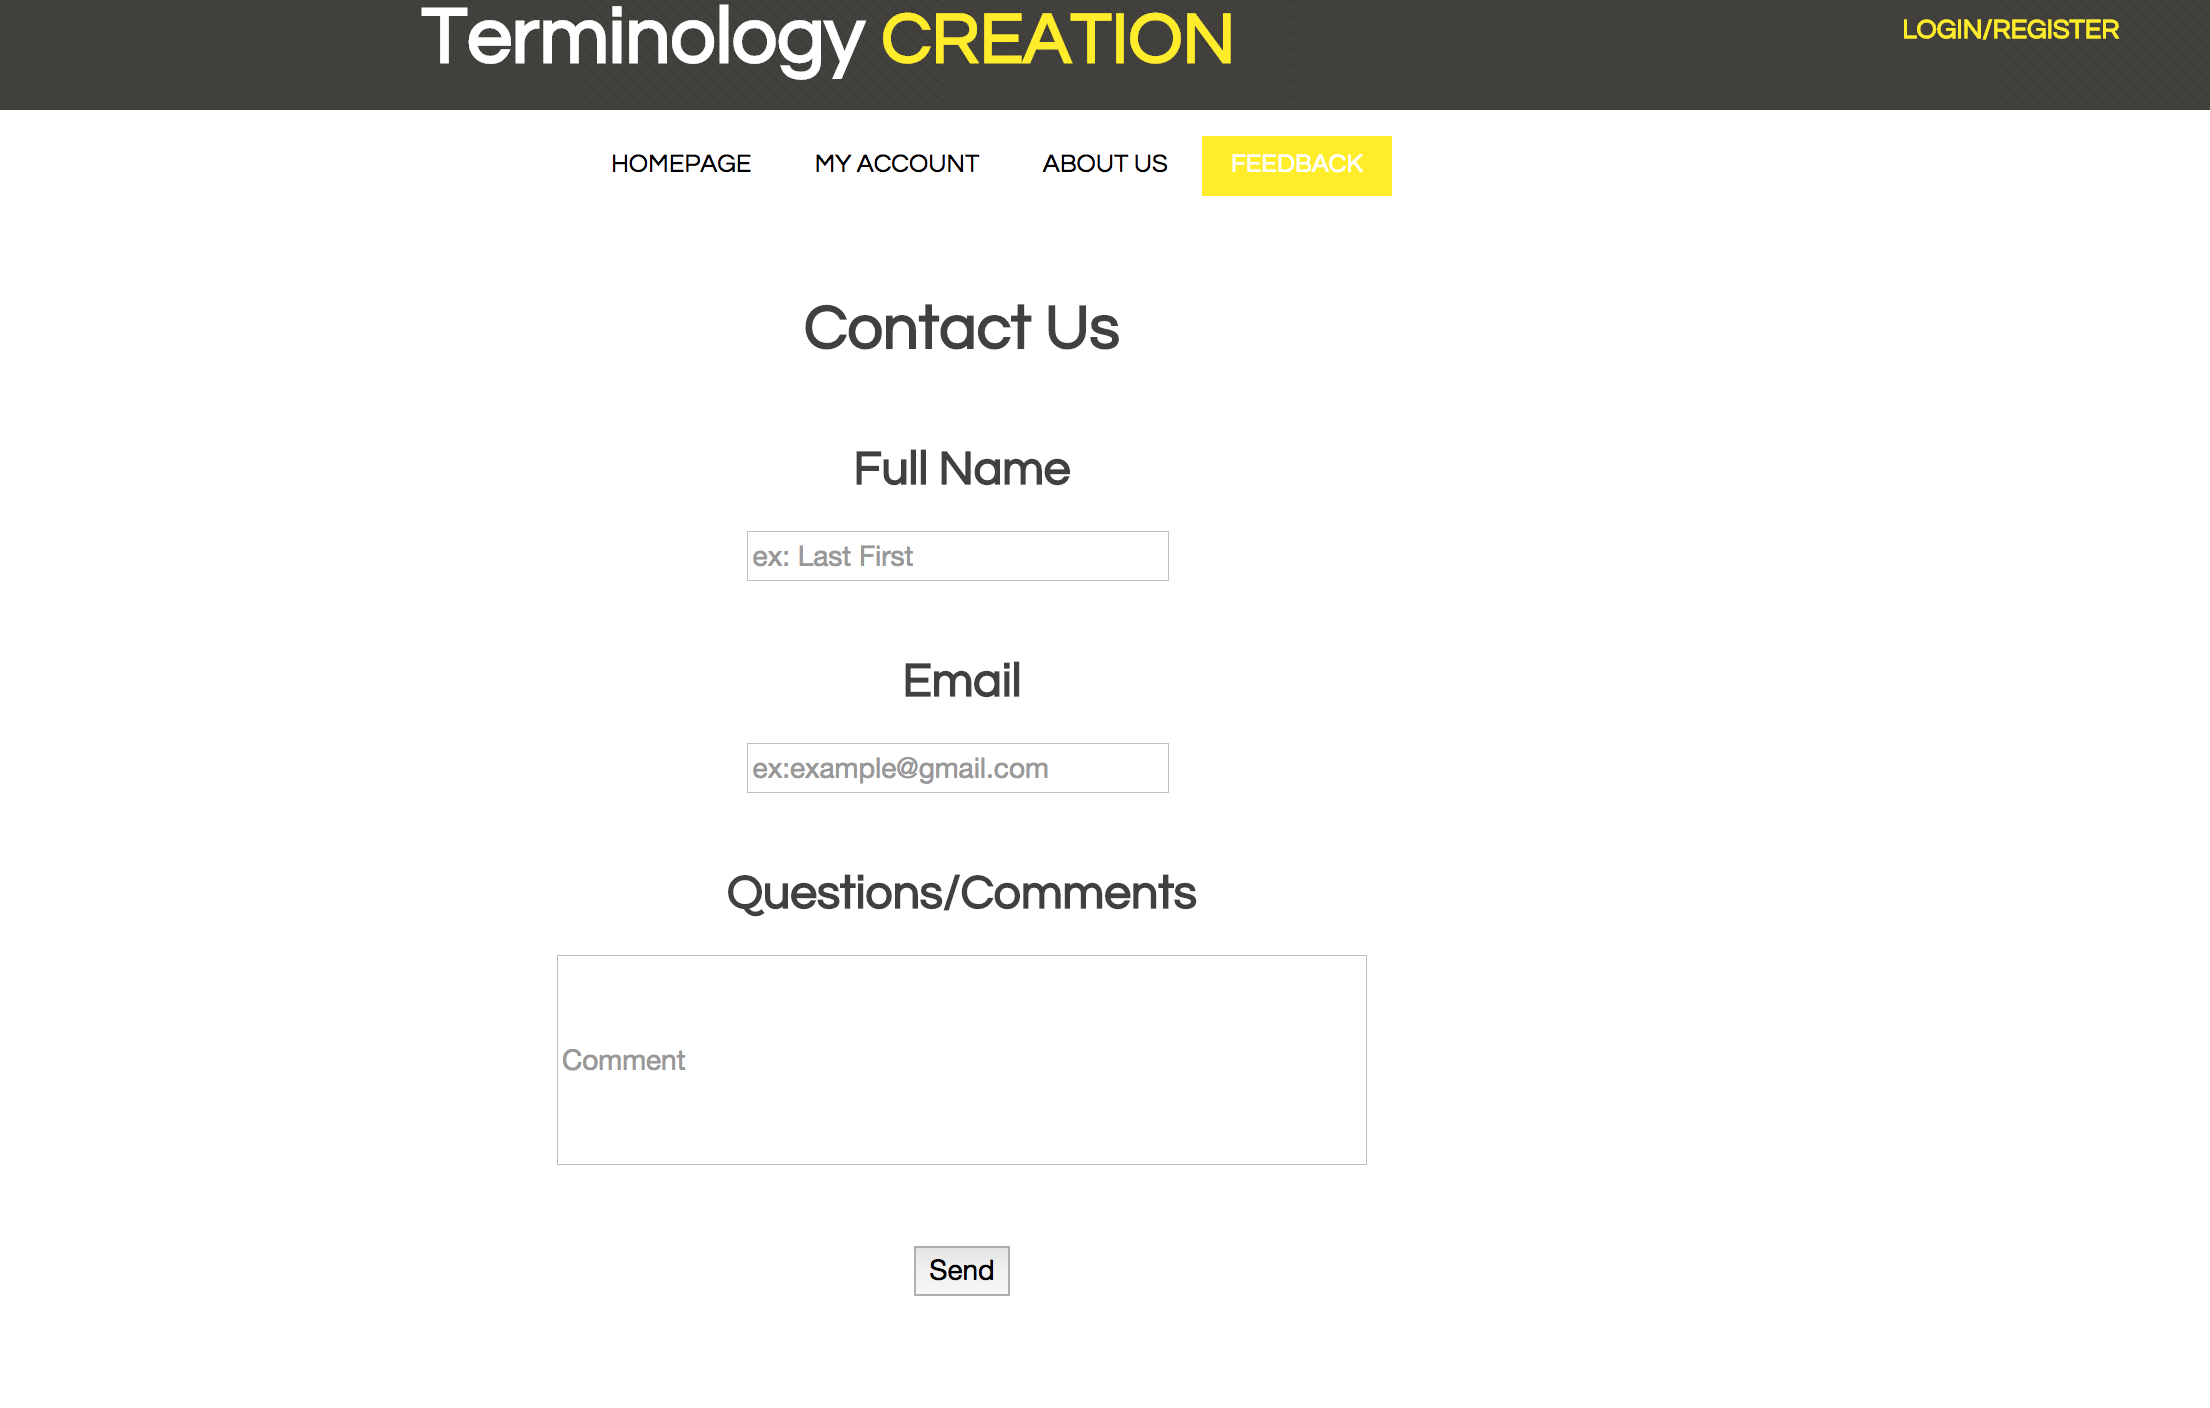 Terminology CREATION
LOGIN/REGISTER
HOMEPAGE MY ACCOUNT ABOUT US FEEDBACK
Contact Us
Full Name
ex: Last First
Email
ex:example@gmail.com
Questions/Comments
Comment
Send